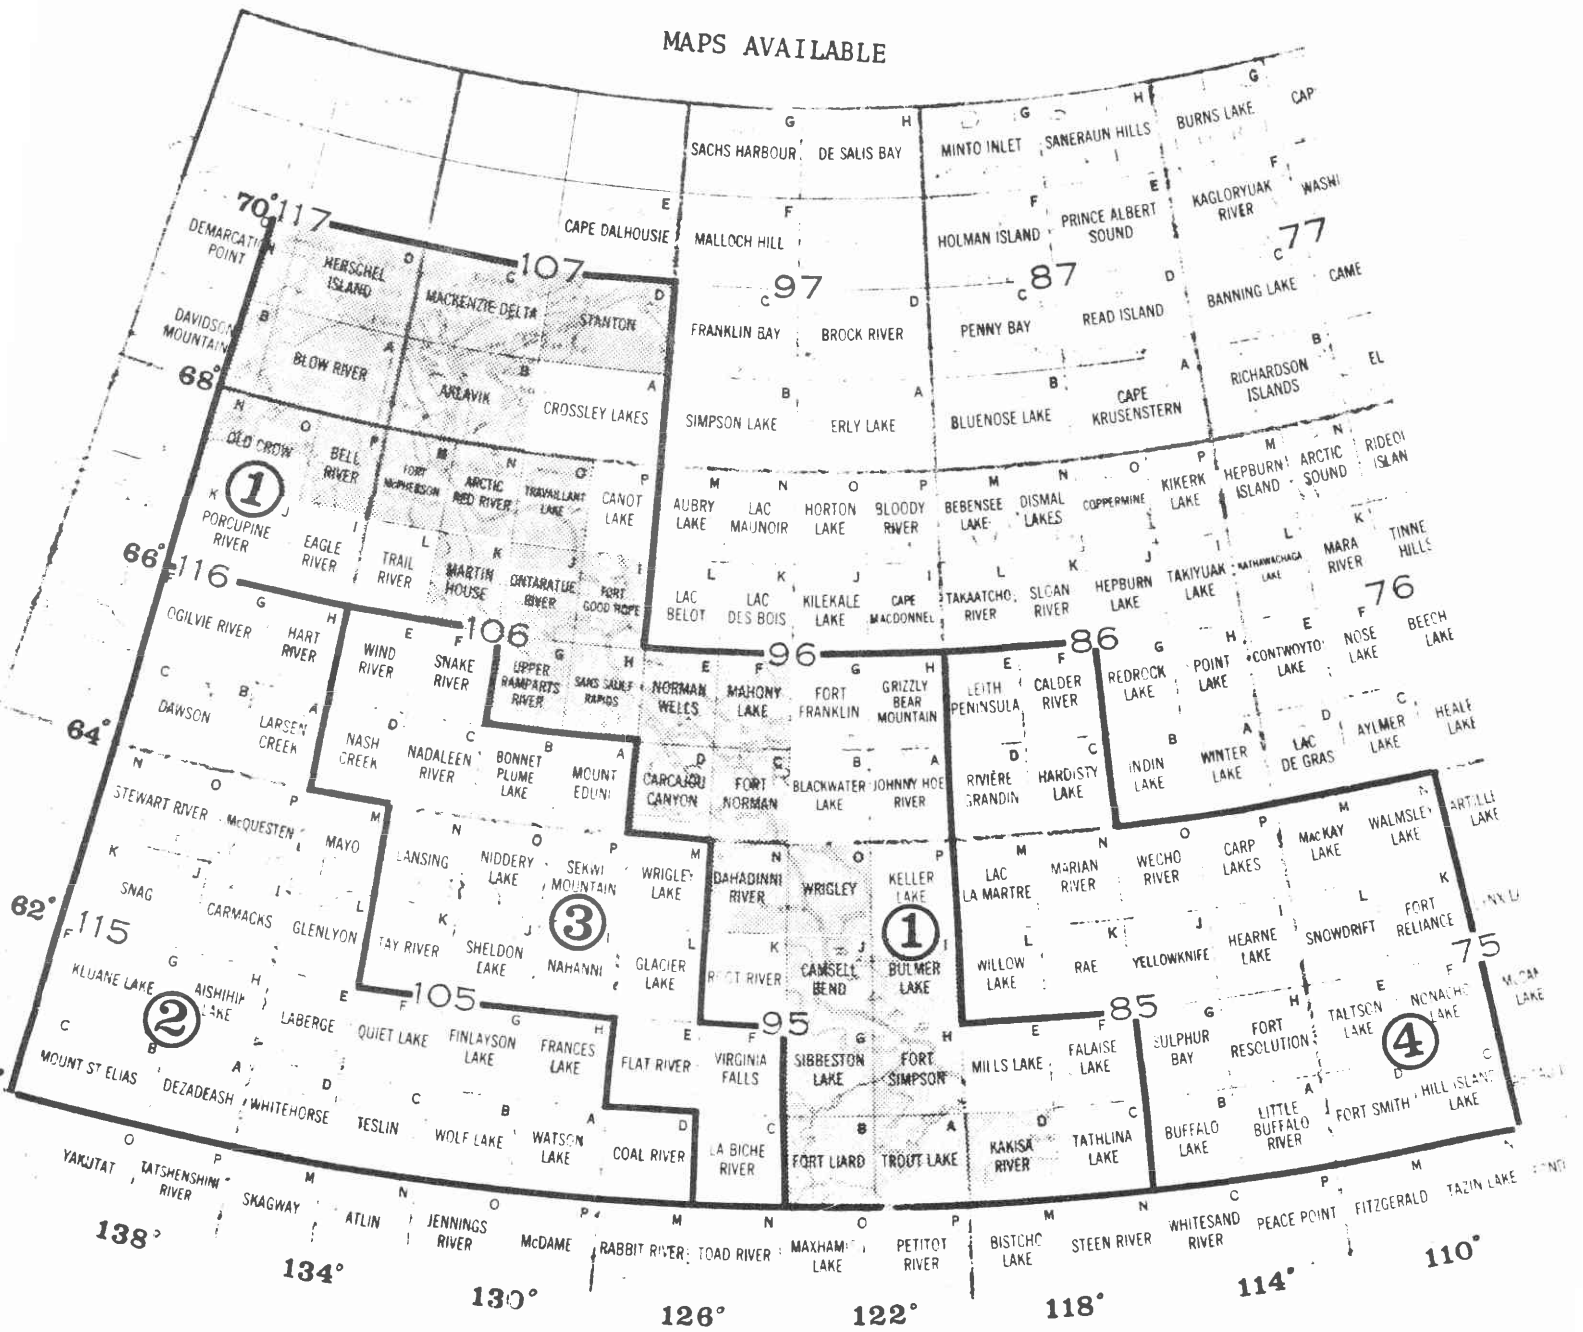 MAPS AVAILABLE
G
H
G
H
G
SACHS HARBOUR
DE SALIS BAY
MINTO INLET
SANERAUN HILLS
BURNS LAKE
CAP
E
F
F
E
F
CAPE DALHOUSIE
MALLOCH HILL
HOLMAN ISLAND
PRINCE ALBERT
SOUND
KAGLORYUAK
RIVER
WASHI
70°
117
107
97
87
77
DEMARCATI
POINT
HERSCHEL
ISLAND
D
C
MACKENZIE DELTA
D
STANTON
C
FRANKLIN BAY
D
BROCK RIVER
C
PENNY BAY
D
READ ISLAND
C
BANNING LAKE
CAME
DAVIDSON
MOUNTAIN
68°
B
BLOW RIVER
A
B
AKLAVIK
A
CROSSLEY LAKES
B
SIMPSON LAKE
A
ERLY LAKE
B
BLUENOSE LAKE
A
CAPE
KRUSENSTERN
B
RICHARDSON
ISLANDS
EL
N
OLD CROW
O
BELL
RIVER
P
M
FORT
McPHERSON
N
ARCTIC
RED RIVER
O
TRAVAILLANT
LAKE
P
CANOT
LAKE
M
AUBRY
LAKE
N
LAC
MAUNOIR
O
HORTON
LAKE
P
BLOODY
RIVER
M
BEBENSEE
LAKE
N
DISMAL
LAKES
O
COPPERMINE
P
KIKERK
LAKE
M
HEPBURN
ISLAND
N
ARCTIC
SOUND
RIDEOU
ISLAN
1
K
PORCUPINE
RIVER
J
EAGLE
RIVER
I
L
TRAIL
RIVER
K
MARTIN
HOUSE
J
ONTARATUE
RIVER
I
FORT
GOOD HOPE
L
LAC
BELOT
K
LAC
DES BOIS
J
KILEKALE
LAKE
I
CAPE
MACDONNEL
L
TAKAATCHO
RIVER
K
SLOAN
RIVER
J
HEPBURN
LAKE
I
TAKIYUAK
LAKE
L
KATHAWACHAGA
LAKE
K
MARA
RIVER
TINNE
HILLS
66°
116
106
96
86
76
OGILVIE RIVER
G
HART
RIVER
H
E
WIND
RIVER
F
SNAKE
RIVER
G
UPPER
RAMPARTS
RIVER
H
SANS SAULT
RAPIDS
E
NORMAN
WELLS
F
MAHONY
LAKE
G
FORT
FRANKLIN
H
GRIZZLY
BEAR
MOUNTAIN
E
LEITH
PENINSULA
F
CALDER
RIVER
G
REDROCK
LAKE
H
POINT
LAKE
E
CONTWOYTO
LAKE
F
NOSE
LAKE
BEECH
LAKE
64°
C
DAWSON
B
LARSEN
CREEK
A
D
NASH
CREEK
C
NADALEEN
RIVER
B
BONNET
PLUME
LAKE
A
MOUNT
EDUNI
D
CARCAJOU
CANYON
C
FORT
NORMAN
B
BLACKWATER
LAKE
A
JOHNNY HOE
RIVER
D
RIVIÈRE
GRANDIN
C
HARDISTY
LAKE
B
INDIN
LAKE
A
WINTER
LAKE
D
LAC
DE GRAS
C
AYLMER
LAKE
HEALE
LAKE
N
STEWART RIVER
O
McQUESTEN
P
MAYO
M
N
LANSING
O
NIDDERY
LAKE
P
SEKWI
MOUNTAIN
M
WRIGLEY
LAKE
N
DAHADINNI
RIVER
O
WRIGLEY
P
KELLER
LAKE
M
LAC
LA MARTRE
N
MARIAN
RIVER
O
WECHO
RIVER
P
CARP
LAKES
M
MACKAY
LAKE
N
WALMSLEY
LAKE
ARTILLE
LAKE
62°
115
K
SNAG
J
CARMACKS
I
GLENLYON
L
K
TAY RIVER
J
SHELDON
LAKE
3
NAHANNI
I
L
GLACIER
LAKE
K
ROOT RIVER
J
CAMSELL
BEND
1
I
BULMER
LAKE
L
WILLOW
LAKE
K
RAE
J
YELLOWKNIFE
I
HEARNE
LAKE
L
SNOWDRIFT
K
FORT
RELIANCE
75
F
KLUANE LAKE
G
AISHIHIK
LAKE
H
2
105
95
85
E
LABERGE
F
QUIET LAKE
G
FINLAYSON
LAKE
H
FRANCES
LAKE
E
FLAT RIVER
F
VIRGINIA
FALLS
G
SIBBESTON
LAKE
H
FORT
SIMPSON
E
MILLS LAKE
F
FALAISE
LAKE
G
SULPHUR
BAY
H
FORT
RESOLUTION
E
TALTSON
LAKE
F
NONACHO
LAKE
4
C
MOUNT ST ELIAS
B
DEZADEASH
A
D
WHITEHORSE
C
TESLIN
B
WOLF LAKE
A
WATSON
LAKE
D
COAL RIVER
C
LA BICHE
RIVER
B
FORT LIARD
A
TROUT LAKE
D
KAKISA
RIVER
C
TATHLINA
LAKE
B
BUFFALO
LAKE
A
LITTLE
BUFFALO
RIVER
D
FORT SMITH
C
HILL ISLAND
LAKE
O
YAKUTAT
P
TATSHENSHINI
RIVER
M
SKAGWAY
N
ATLIN
O
JENNINGS
RIVER
P
McDAME
M
RABBIT RIVER
N
TOAD RIVER
O
MAXHAMISH
LAKE
P
PETITOT
RIVER
M
BISTCHO
LAKE
N
STEEN RIVER
O
WHITESAND
RIVER
P
PEACE POINT
M
FITZGERALD
N
TAZIN LAKE
138°
134°
130°
126°
122°
118°
114°
110°